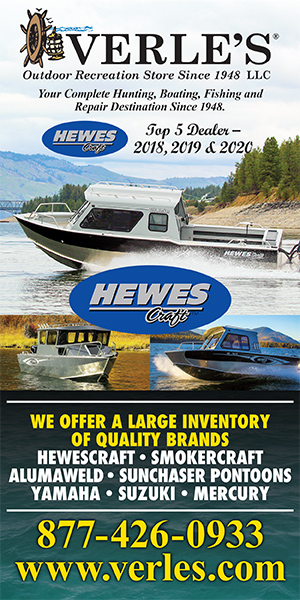 VERLE'S®
Outdoor Recreation Store Since 1948 LLC
Your Complete Hunting, Boating, Fishing and
Repair Destination Since 1948.
HEWES
Craft
Top 5 Dealer –
2018, 2019 & 2020
HEWESCraft
HEWES
Craft
WE OFFER A LARGE INVENTORY
OF QUALITY BRANDS
HEWESCRAFT • SMOKERCRAFT
ALUMAWELD • SUNCHASER PONTOONS
YAMAHA • SUZUKI • MERCURY
877-426-0933
www.verles.com